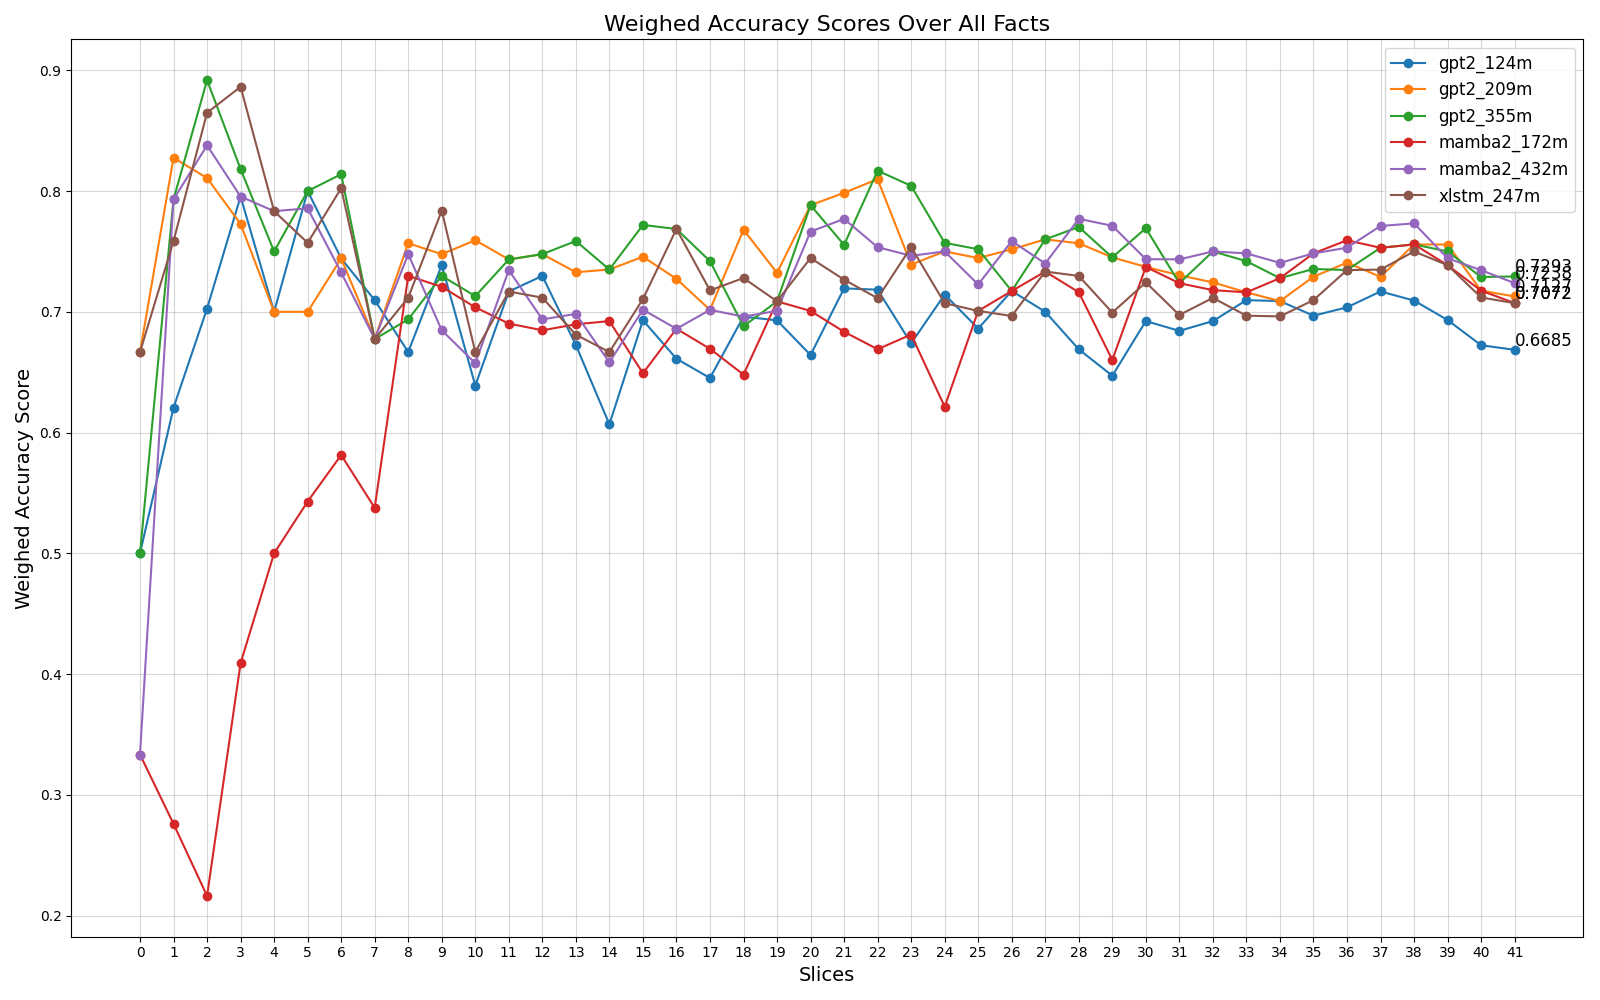 Weighed Accuracy Scores Over All Facts
gpt2_124m
gpt2_209m
gpt2_355m
mamba2_172m
mamba2_432m
xlstm_247m
Weighed Accuracy Score
0.9
0.8
0.7
0.6
0.5
0.4
0.3
0.2
0.7293
0.7238
0.7127
0.7072
0.6685
0 1 2 3 4 5 6 7 8 9 10 11 12 13 14 15 16 17 18 19 20 21 22 23 24 25 26 27 28 29 30 31 32 33 34 35 36 37 38 39 40 41
Slices